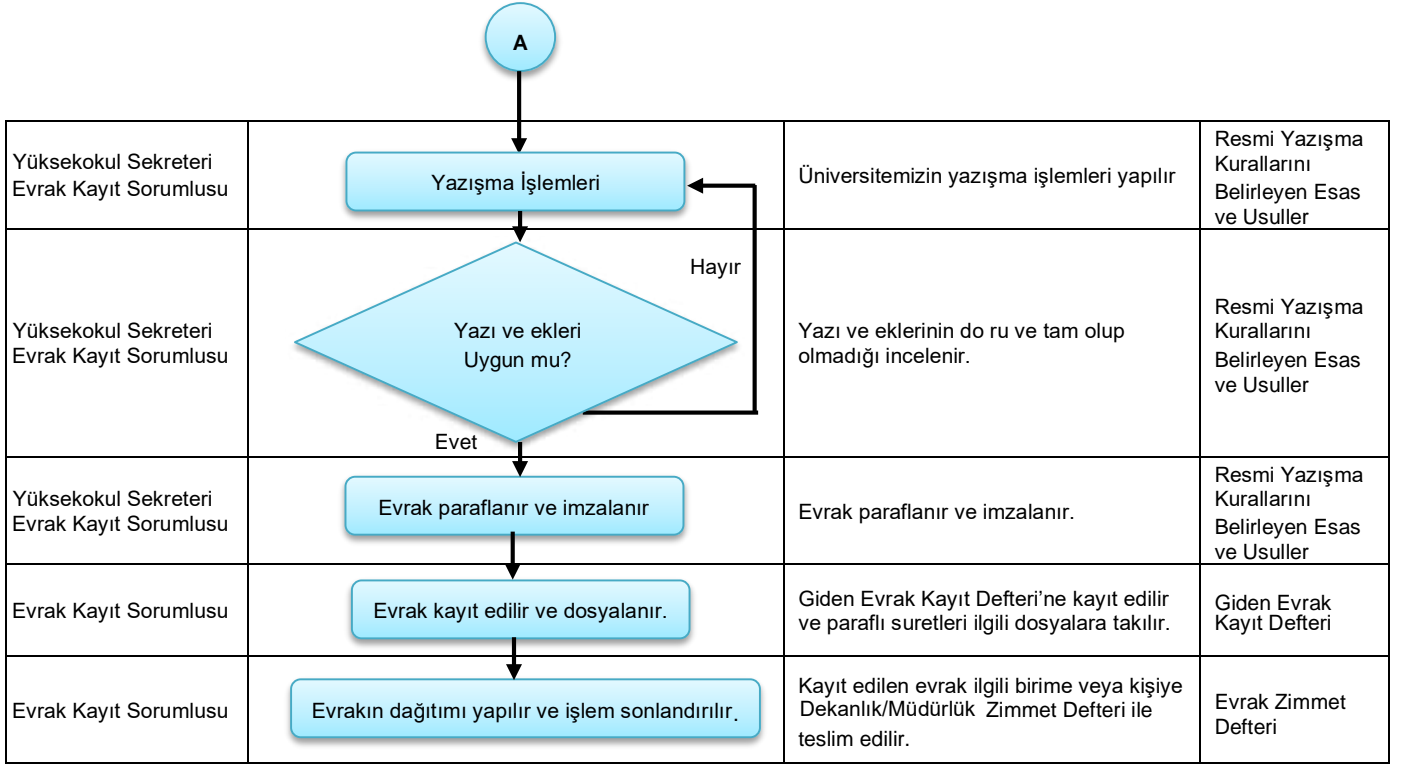 A
Yüksekokul Sekreteri
Evrak Kayıt Sorumlusu
Yazışma İşlemleri
Üniversitemizin yazışma işlemleri yapılır
Resmi Yazışma
Kurallarını
Belirleyen Esas
ve Usuller
Yüksekokul Sekreteri
Evrak Kayıt Sorumlusu
Hayır
Yazı ve ekleri
Uygun mu?
Evet
Yazı ve eklerinin do ru ve tam olup
olmadığı incelenir.
Resmi Yazışma
Kurallarını
Belirleyen Esas
ve Usuller
Yüksekokul Sekreteri
Evrak Kayıt Sorumlusu
Evrak paraflanır ve imzalanır
Evrak paraflanır ve imzalanır.
Resmi Yazışma
Kurallarını
Belirleyen Esas
ve Usuller
Evrak Kayıt Sorumlusu
Evrak kayıt edilir ve dosyalanır.
Giden Evrak Kayıt Defteri’ne kayıt edilir
ve paraflı suretleri ilgili dosyalara takılır.
Giden Evrak
Kayıt Defteri
Evrak Kayıt Sorumlusu
Evrakın dağıtımı yapılır ve işlem sonlandırılır.
Kayıt edilen evrak ilgili birime veya kişiye
Dekanlık/Müdürlük Zimmet Defteri ile
teslim edilir.
Evrak Zimmet
Defteri